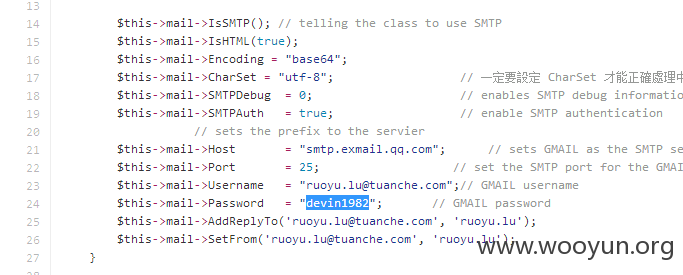 13
14 $this->mail->IsSMTP(); // telling the class to use SMTP
15 $this->mail->IsHTML(true);
16 $this->mail->Encoding = "base64";
17 $this->mail->CharSet = "utf-8"; // 一定要設定 CharSet 才能正確處理中
18 $this->mail->SMTPDebug = 0; // enables SMTP debug informatio
19 $this->mail->SMTPAuth = true; // enable SMTP authentication
20 // sets the prefix to the servier
21 $this->mail->Host = "smtp.exmail.qq.com"; // sets GMAIL as the SMTP se
22 $this->mail->Port = 25; // set the SMTP port for the GMAI
23 $this->mail->Username = "ruoyu.lu@tuanche.com";// GMAIL username
24 $this->mail->Password = "devin1982"; // GMAIL password
25 $this->mail->AddReplyTo('ruoyu.lu@tuanche.com', 'ruoyu.lu');
26 $this->mail->SetFrom('ruoyu.lu@tuanche.com', 'ruoyu.lu');
27 }
www.wooyun.org